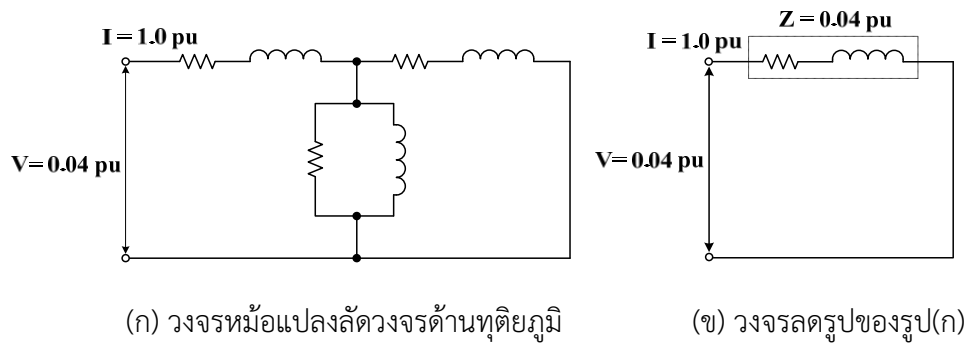 I = 1.0 pu
V= 0.04 pu
(ก) วงจรหม้อแปลงลัดวงจรด้านทุติยภูมิ
Z = 0.04 pu
I = 1.0 pu
V= 0.04 pu
(ข) วงจรลดรูปของรูป(ก)